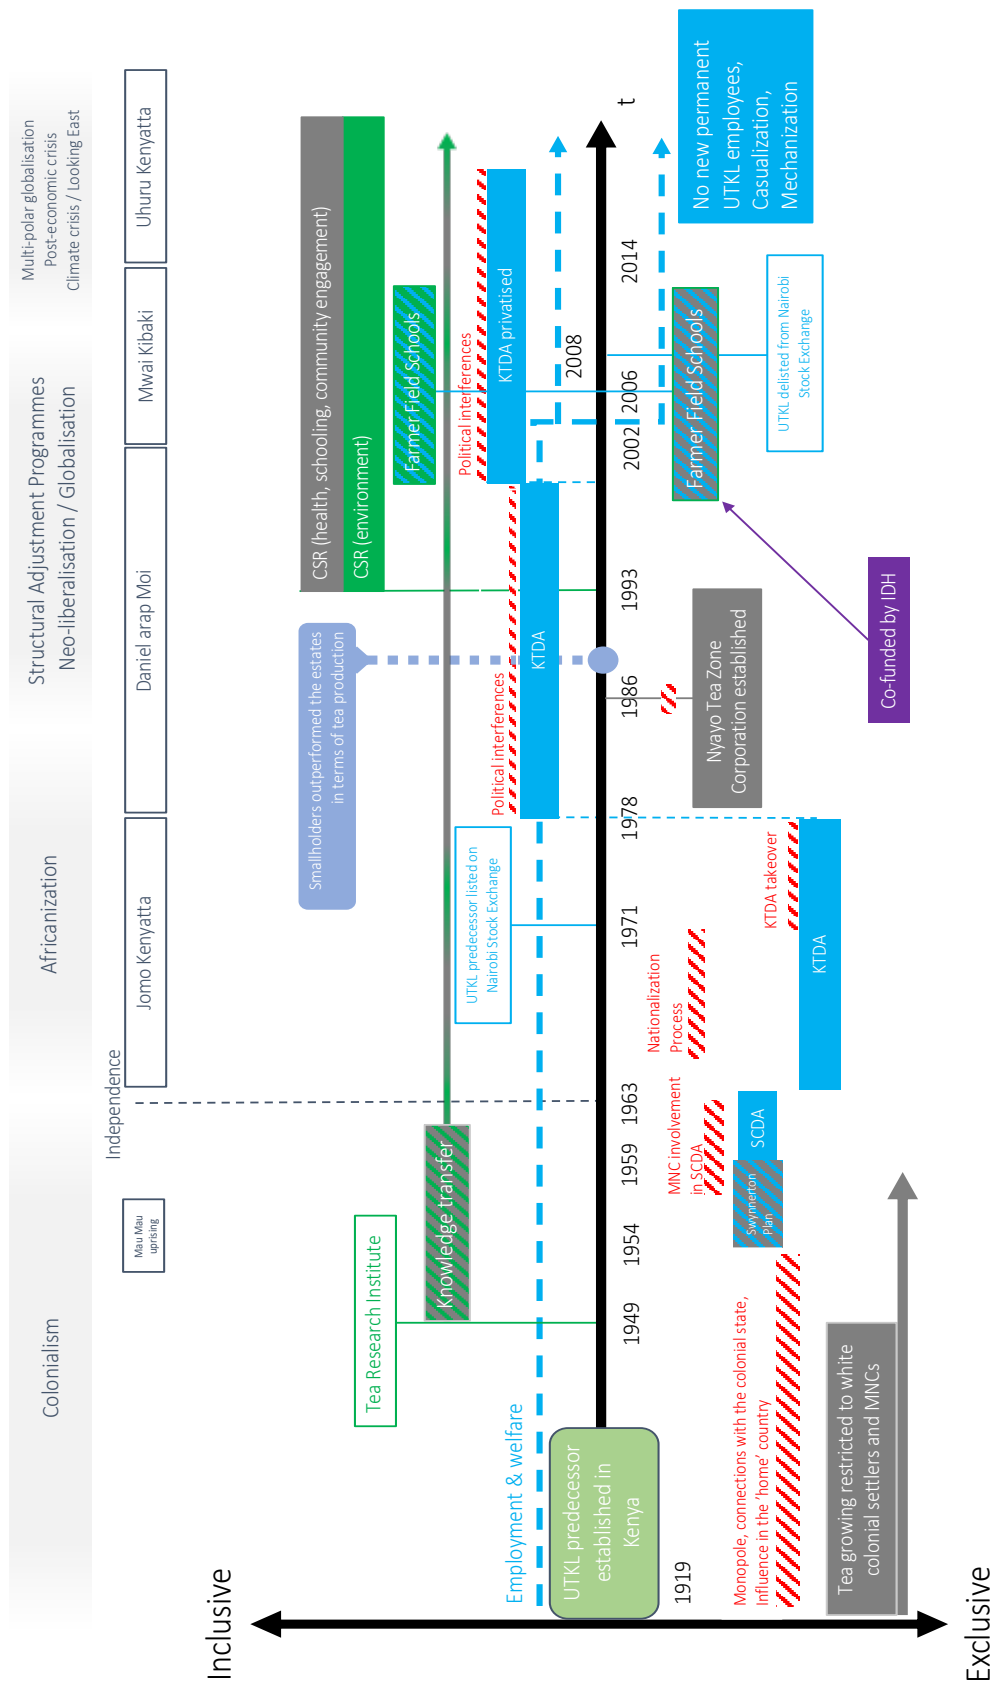 Colonialism
Africanization
Structural Adjustment Programmes
Neo-liberalisation / Globalisation
Multi-polar globalisation
Post-economic crisis
Climate crisis / Looking East
Mau Mau
uprising
Independence
Jomo Kenyatta
Daniel arap Moi
Mwai Kibaki
Uhuru Kenyatta
Inclusive
CSR (health, schooling, community engagement)
CSR (environment)
Smallholders outperformed the estates
in terms of tea production
Tea Research Institute
Knowledge transfer
Farmer Field Schools
UTKL predecessor listed on
Nairobi Stock Exchange
Political interferences
Political interferences
KTDA
KTDA privatised
Employment & welfare
UTKL predecessor
established in
Kenya
2008
t
1919
1949
1954
1959
1963
1971
1978
1986
1993
2002
2006
2014
MNC involvement
in SCDA
Nationalization
Process
Nyayo Tea Zone
Corporation established
Farmer Field Schools
No new permanent
UTKL employees,
Casualization,
Mechanization
Monopole, connections with the colonial state,
Influence in the ‘home’ country
Swynnerton
Plan
SCDA
KTDA takeover
KTDA
UTKL delisted from Nairobi
Stock Exchange
Co-funded by IDH
Tea growing restricted to white
colonial settlers and MNCs
Exclusive